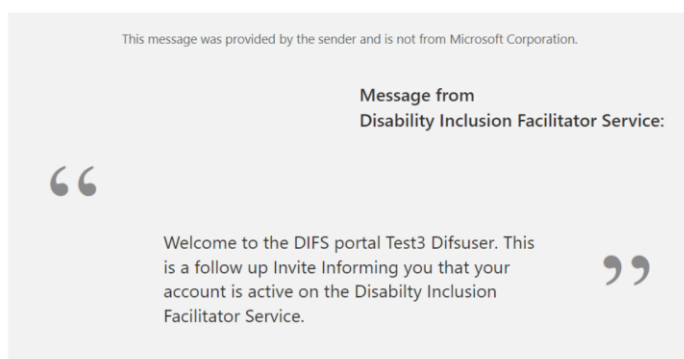 This message was provided by the sender and is not from Microsoft Corporation.
Message from
Disability Inclusion Facilitator Service:
“
Welcome to the DIFS portal Test3 Difsuser. This
is a follow up Invite Informing you that your
account is active on the Disabilty Inclusion
Facilitator Service.
”